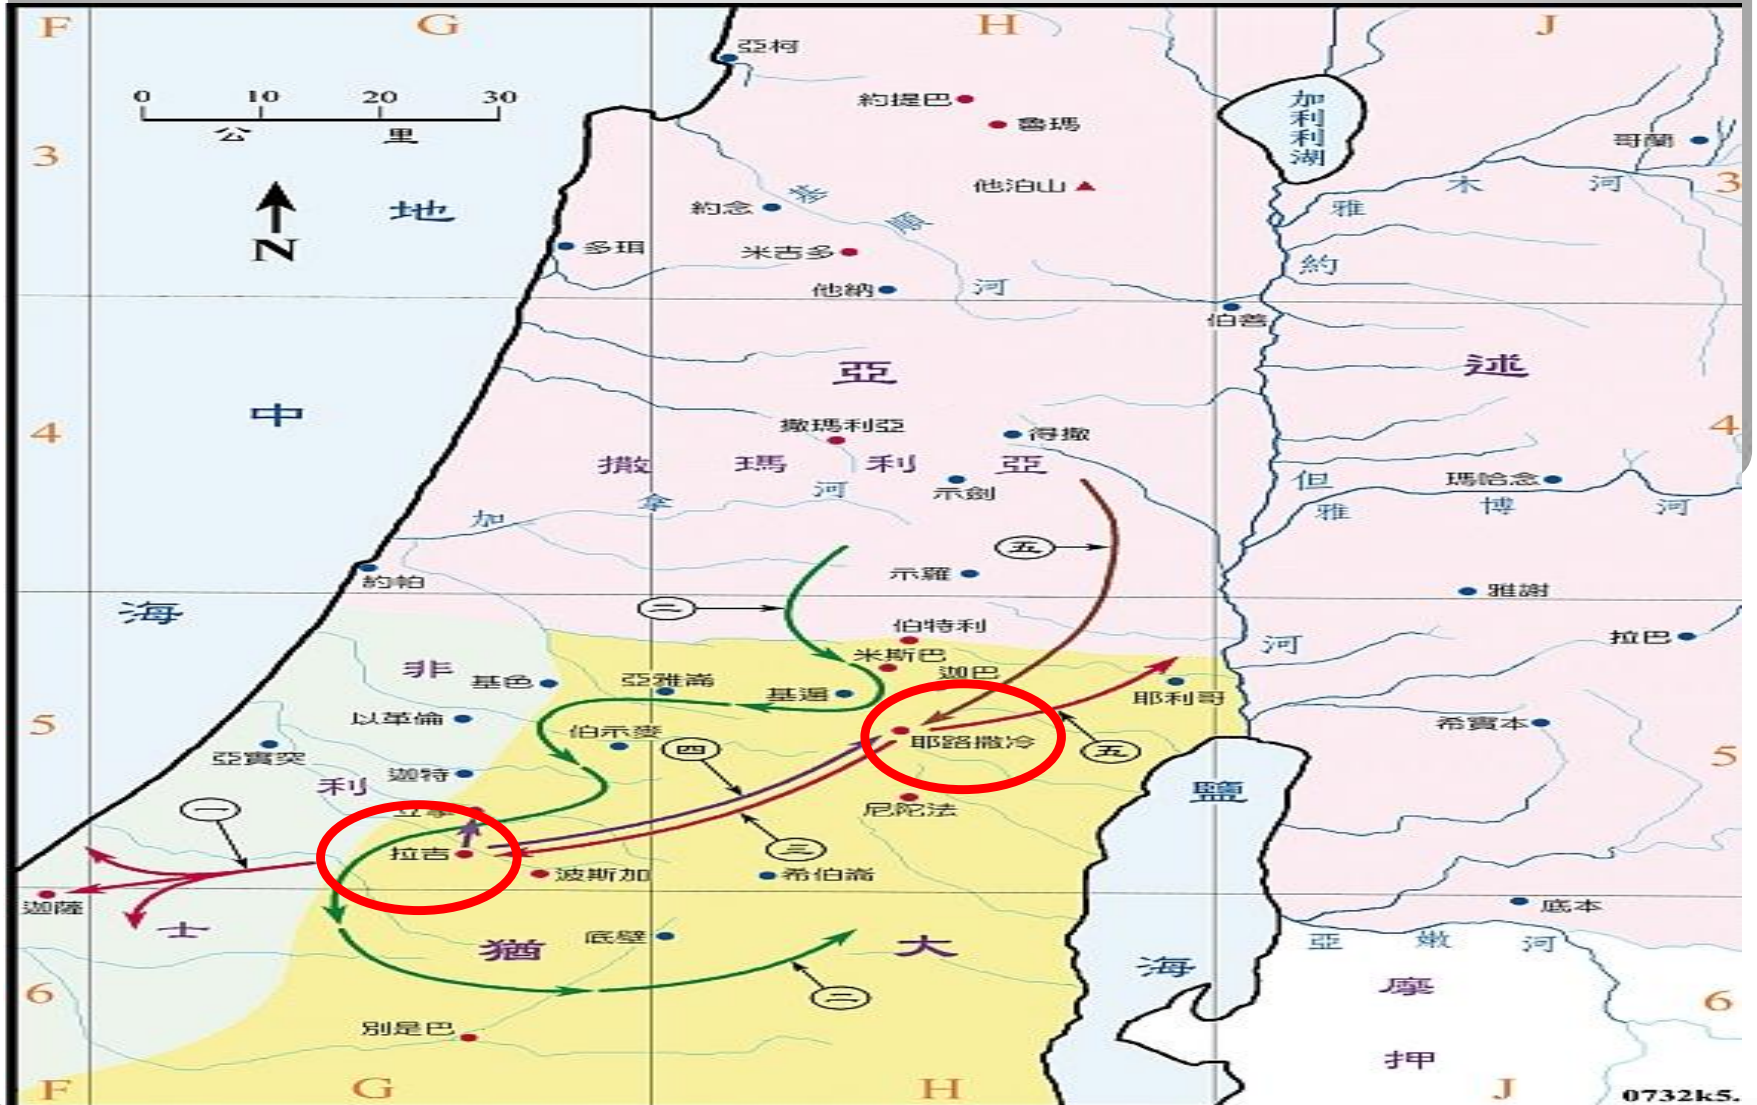 F G H J
亞柯
0 10 20 30
公里
約提巴
魯瑪
加利利湖
哥蘭
3
3
他泊山
雅木河
地
N
約念
基順河
多珥
米吉多
他納
約
伯善
亞
述
中
4
4
撒瑪利亞
得撒
撒瑪利亞
示劍
瑪哈念
加拿河
但
雅博河
五
約帕
示羅
雅謝
海
二
伯特利
河
拉巴
米斯巴
非
迦巴
基色
亞雅崙
基遍
耶利哥
5
以革倫
伯示麥
四
耶路撒冷
五
希實本
5
亞實突
迦特
利
鹽
一
尼陀法
三
拉吉
波斯加
希伯崙
迦薩
底本
士
猶
底壁
大
亞嫩河
海
摩
6
二
6
別是巴
押
F G H J
0732k5.